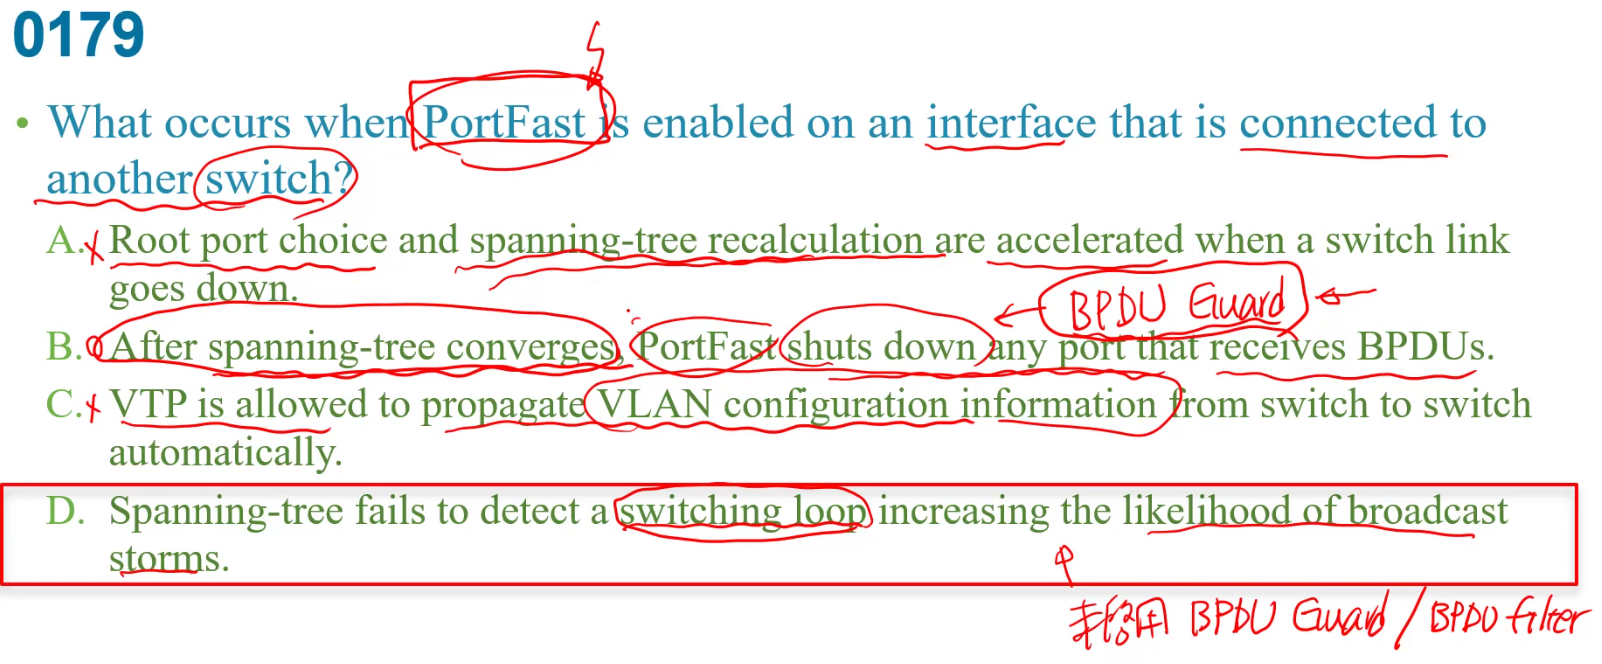 0179
• What occurs when PortFast is enabled on an interface that is connected to
another switch?
A. Root port choice and spanning-tree recalculation are accelerated when a switch link
goes down.
BPDU Guard
B. After spanning-tree converges, PortFast shuts down any port that receives BPDUs.
C. VTP is allowed to propagate VLAN configuration information from switch to switch
automatically.
D. Spanning-tree fails to detect a switching loop increasing the likelihood of broadcast
storms.
BPDU Guard / BPDU filter